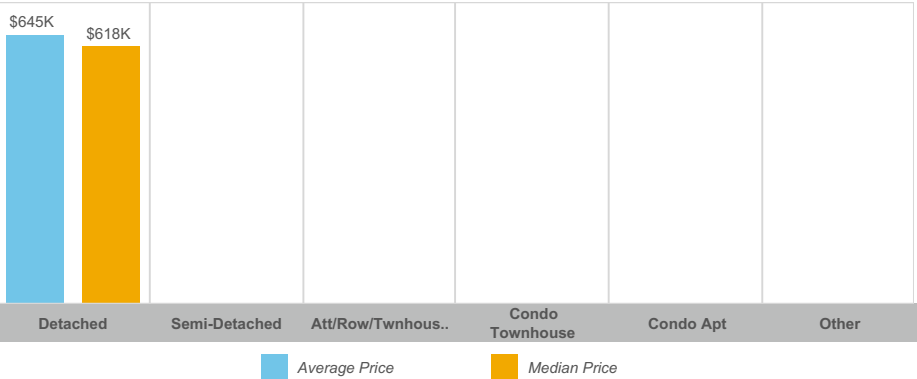 $645K
$618K
Detached
Semi-Detached
Att/Row/Twnhous..
Condo
Townhouse
Condo Apt
Other
Average Price
Median Price